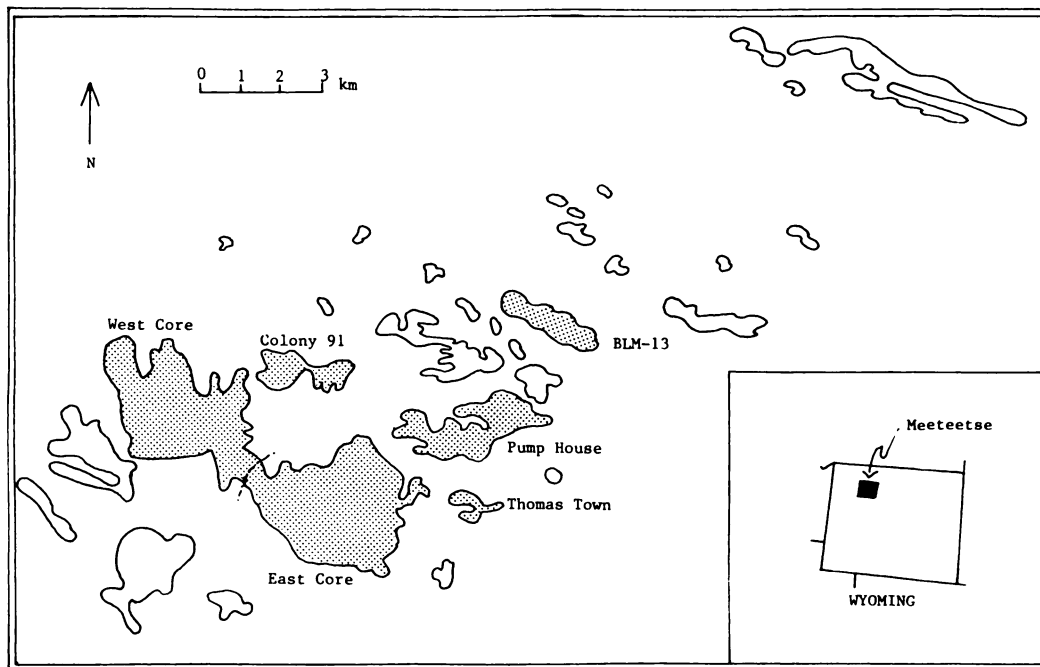 0 1 2 3 km
N
West Core
Colony 91
BLM-13
Pump House
Thomas Town
East Core
Meeteetse
WYOMING